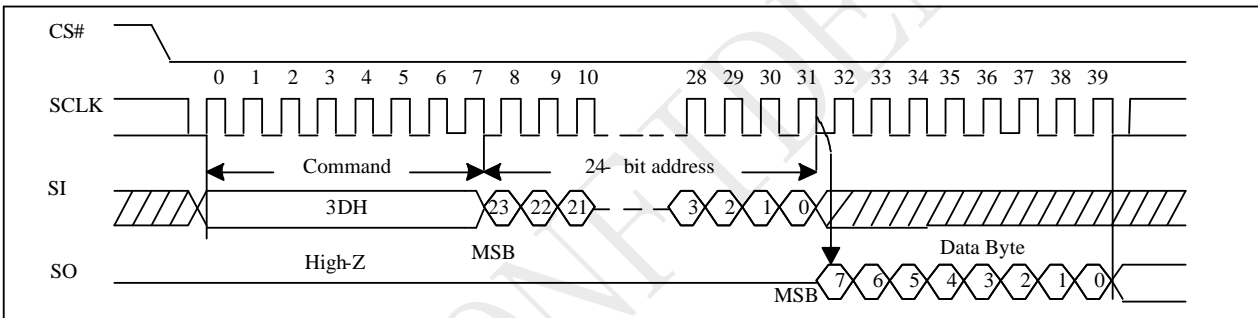 CS#
0 1 2 3 4 5 6 7 8 9 10 28 29 30 31 32 33 34 35 36 37 38 39
SCLK
Command 24- bit address
SI
3DH 23 22 21 3 2 1 0
High-Z MSB Data Byte
SO
MSB 7 6 5 4 3 2 1 0